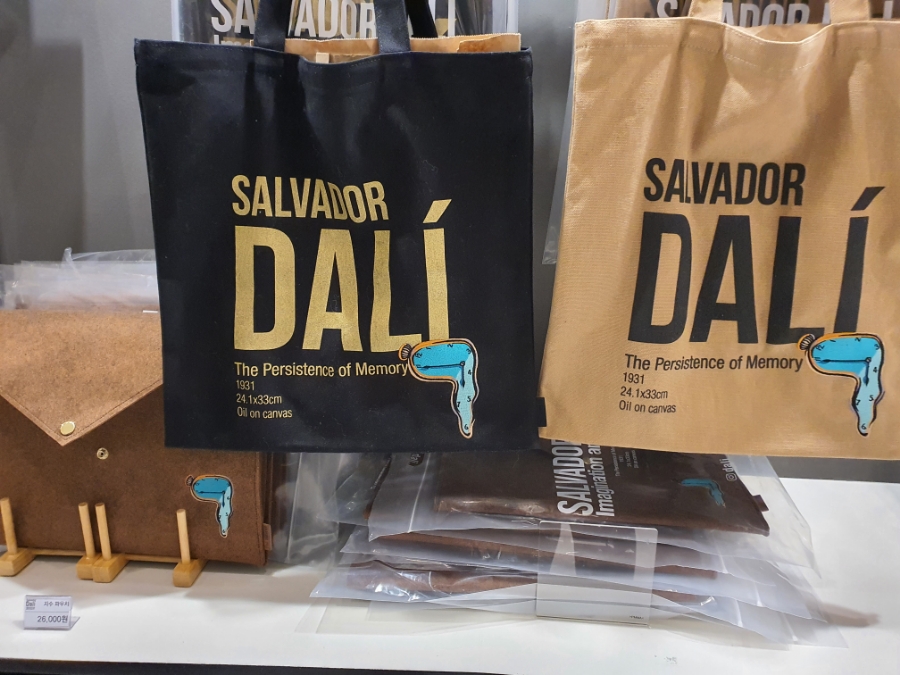 SALVADOR
DALÍ
The Persistence of Memory
1931
24.1x33cm
Oil on canvas
SALVADOR
DALÍ
The Persistence of Memory
1931
24.1x33cm
Oil on canvas
SALVADOR
Imagination
Dalí
26,000원